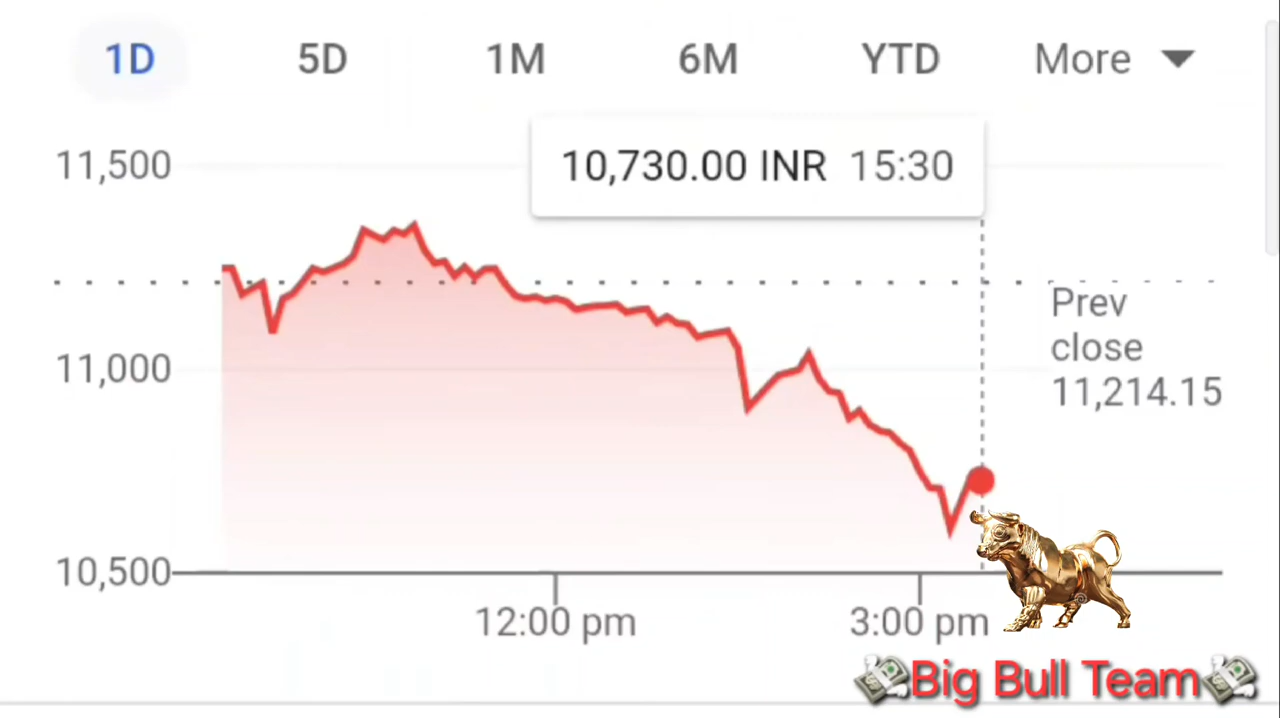 1D 5D 1M 6M YTD More
11,500
10,730.00 INR 15:30
Prev
close
11,214.15
11,000
10,500
12:00 pm 3:00 pm
Big Bull Team